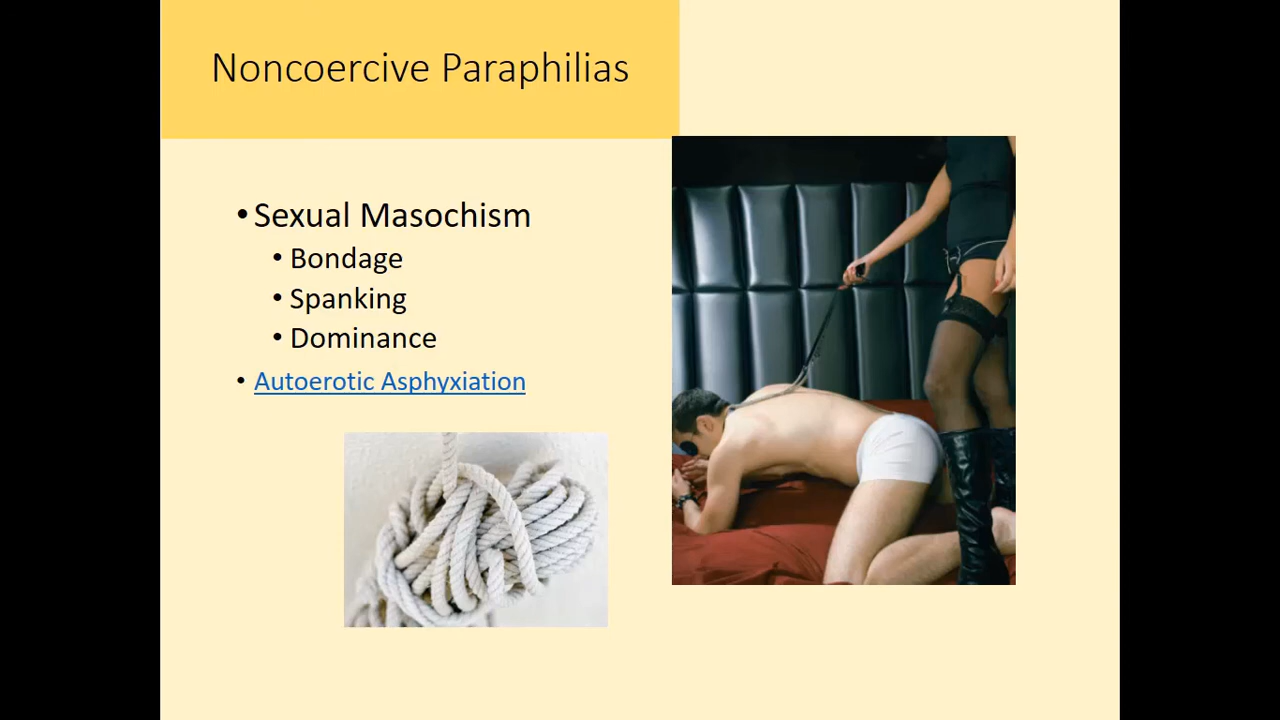 Noncoercive Paraphilias
• Sexual Masochism
• Bondage
• Spanking
• Dominance
• Autoerotic Asphyxiation